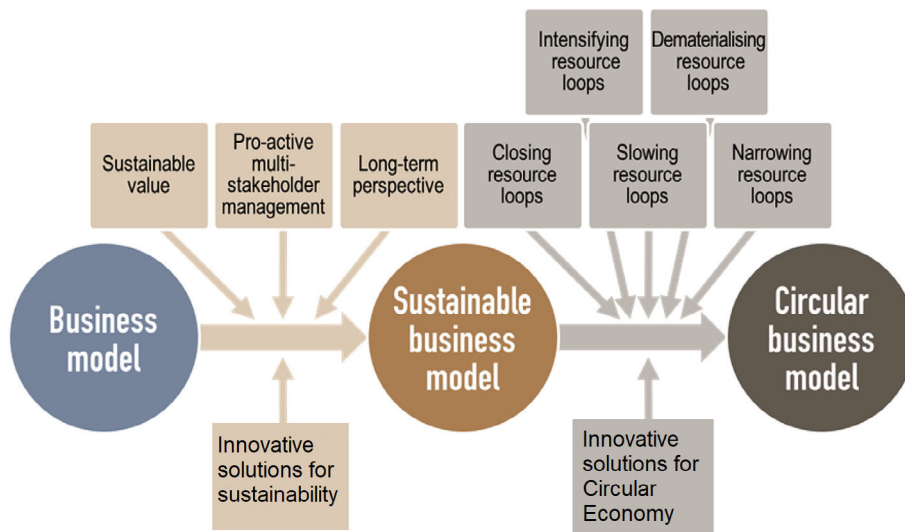 Intensifying
resource
loops
Dematerialising
resource
loops
Sustainable
value
Pro-active
multi-
stakeholder
management
Long-term
perspective
Closing
resource
loops
Slowing
resource
loops
Narrowing
resource
loops
Business
model
Sustainable
business
model
Circular
business
model
Innovative
solutions for
sustainability
Innovative
solutions for
Circular
Economy